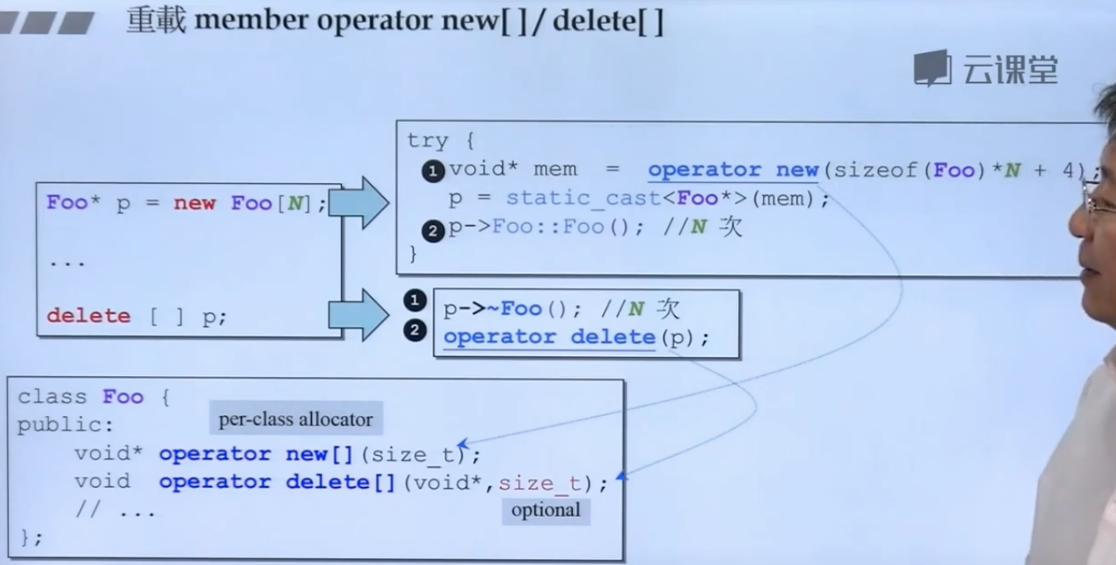 重載 member operator new[ ]/ delete[ ]
云课堂
try {
❶void* mem = operator new(sizeof(Foo)*N + 4);
p = static_cast<Foo*>(mem);
❷p->Foo::Foo(); //N 次
}
Foo* p = new Foo[N];
...
delete [ ] p;
❶ p->~Foo(); //N 次
❷ operator delete(p);
class Foo {
public:
per-class allocator
void* operator new[](size_t);
void operator delete[](void*,size_t);
optional
// ...
};